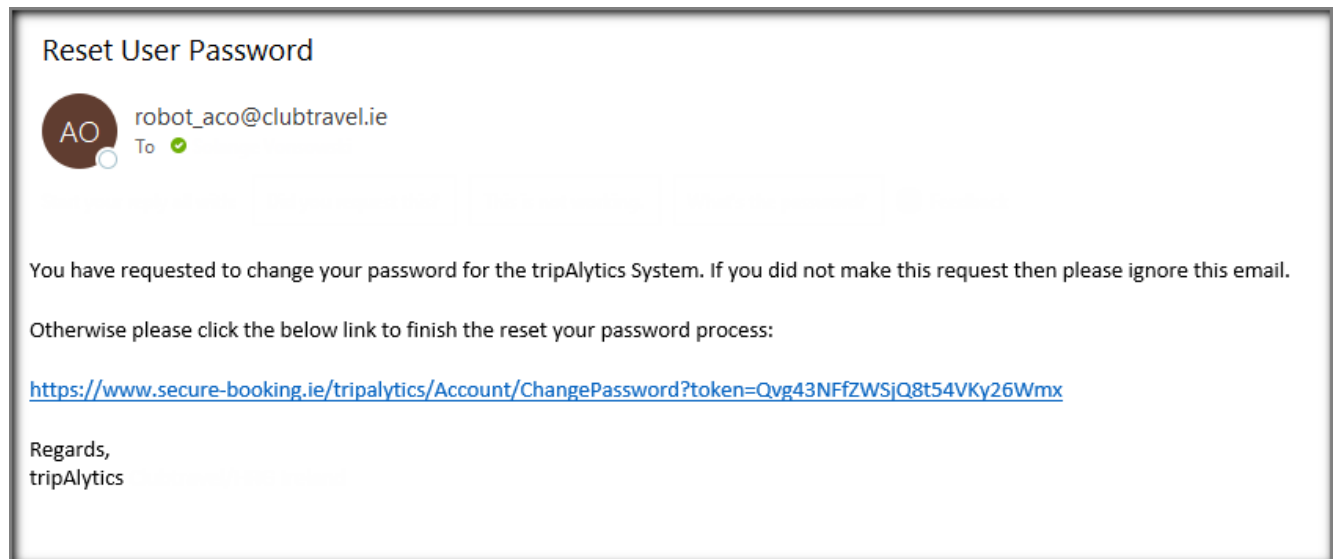 Reset User Password
AO
robot_aco@clubtravel.ie
To
You have requested to change your password for the tripAlytics System. If you did not make this request then please ignore this email.
Otherwise please click the below link to finish the reset your password process:
https://www.secure-booking.ie/tripalytics/Account/ChangePassword?token=Qvg43NFfZWSjQ8t54VKy26Wmx
Regards,
tripAlytics